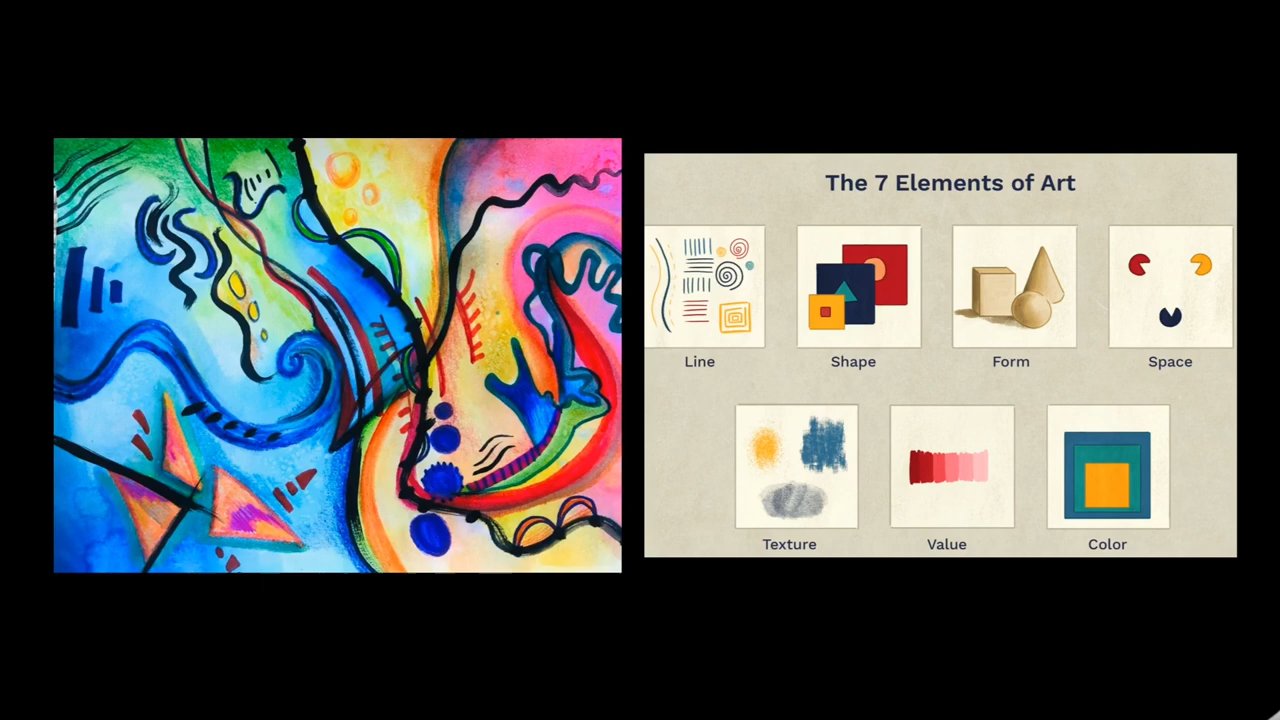 The 7 Elements of Art
Line
Shape
Form
Space
Texture
Value
Color